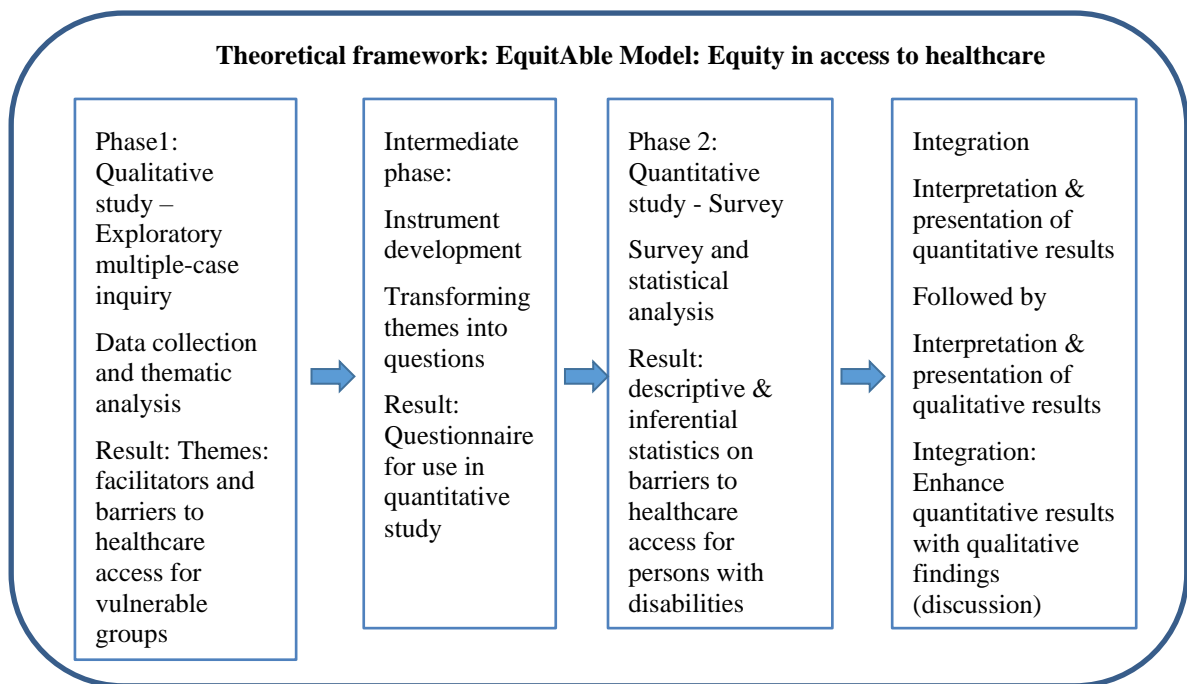 Theoretical framework: EquitAble Model: Equity in access to healthcare
Phase1:
Qualitative
study –
Exploratory
multiple-case
inquiry
Data collection
and thematic
analysis
Result: Themes:
facilitators and
barriers to
healthcare
access for
vulnerable
groups
Intermediate
phase:
Instrument
development
Transforming
themes into
questions
Result:
Questionnaire
for use in
quantitative
study
Phase 2:
Quantitative
study - Survey
Survey and
statistical
analysis
Result:
descriptive &
inferential
statistics on
barriers to
healthcare
access for
persons with
disabilities
Integration
Interpretation &
presentation of
quantitative results
Followed by
Interpretation &
presentation of
qualitative results
Integration:
Enhance
quantitative results
with qualitative
findings
(discussion)